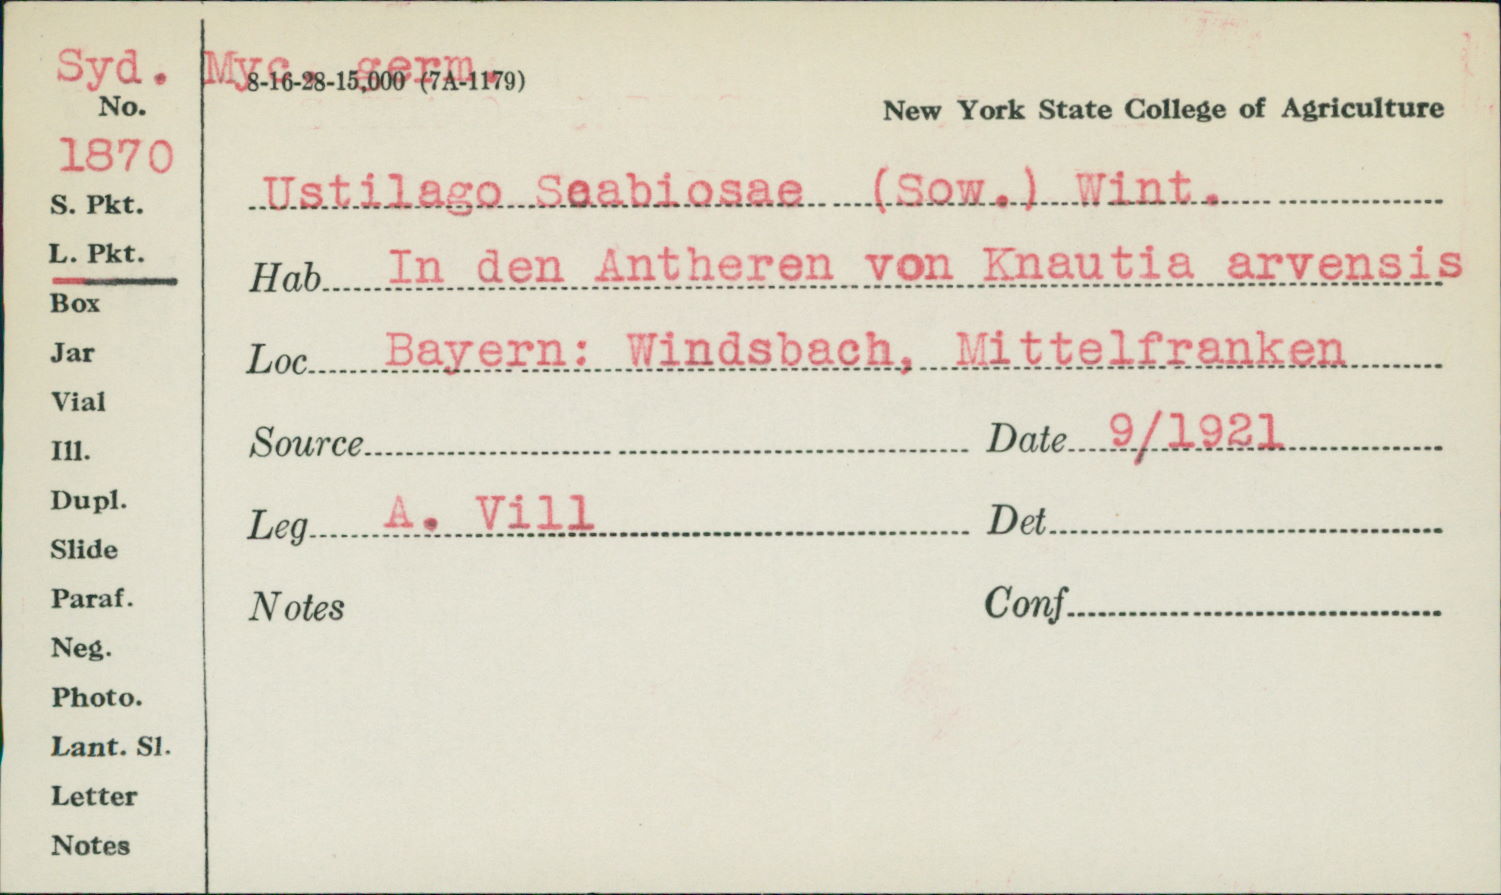 Syd. Myc. germ.
8-16-28-15,000 (7A-1179)
No.
New York State College of Agriculture
1870
Ustilago Scabiosae (Sow.) Wint.
S. Pkt.
L. Pkt.
Hab In den Antheren von Knautia arvensis
Box
Loc Bayern: Windsbach, Mittelfranken
Jar
Vial
Source Date 9/1921
Ill.
Dupl.
Leg A. Vill Det
Slide
Paraf.
Notes Conf
Neg.
Photo.
Lant. Sl.
Letter
Notes